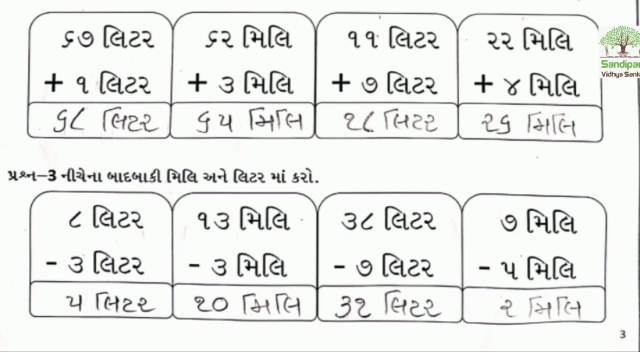 ૬૭ લિટર ૬૨ મિલિ ૧૧ લિટર ૨૨ મિલિ
+ ૧ લિટર + ૩ મિલિ + ૭ લિટર + ૪ મિલિ
૬૮ લિટર ૬૫ મિલિ ૧૮ લિટર ૨૬ મિલિ
પ્રશ્ન–3 નીચેના બાદબાકી મિલિ અને લિટર માં કરો.
૮ લિટર ૧૩ મિલિ ૩૮ લિટર ૭ મિલિ
- ૩ લિટર - ૩ મિલિ - ૭ લિટર - ૫ મિલિ
૫ લિટર ૧૦ મિલિ ૩૧ લિટર ૨ મિલિ
3
Vidhya